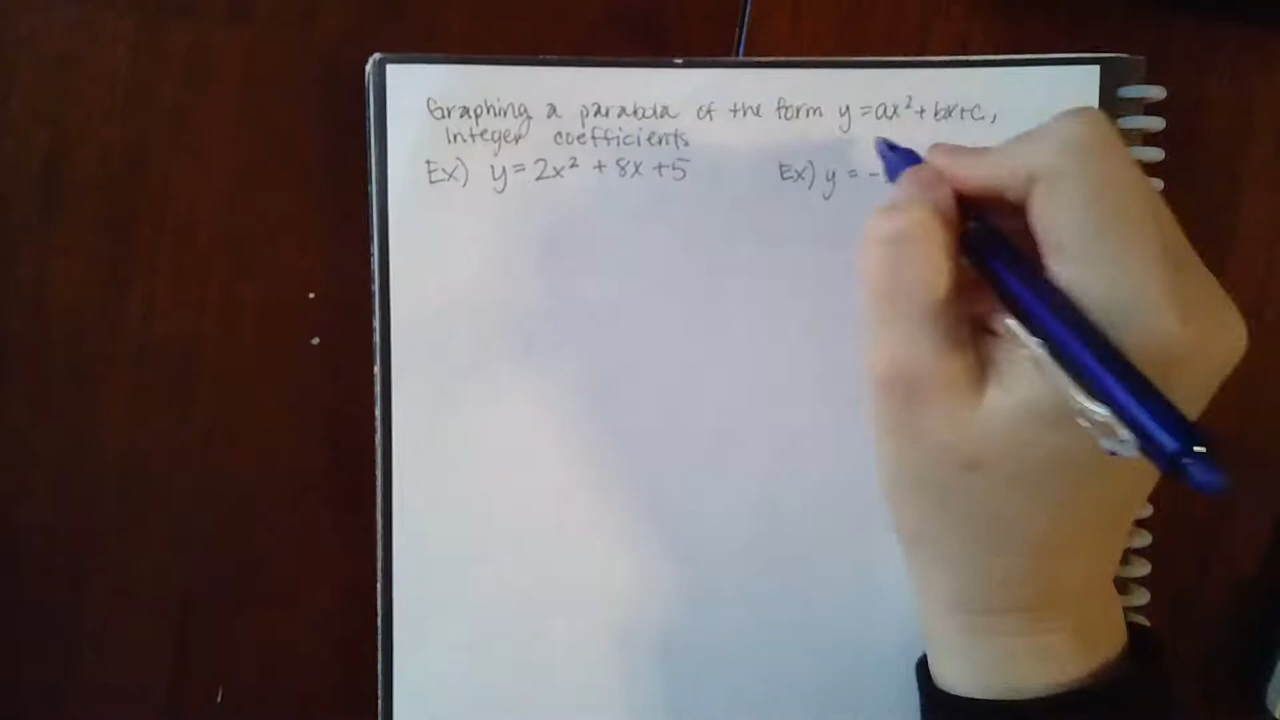 Graphing a parabola of the form y = ax² + bx + c,
Integer coefficients
Ex) y = 2x² + 8x + 5
Ex) y = -